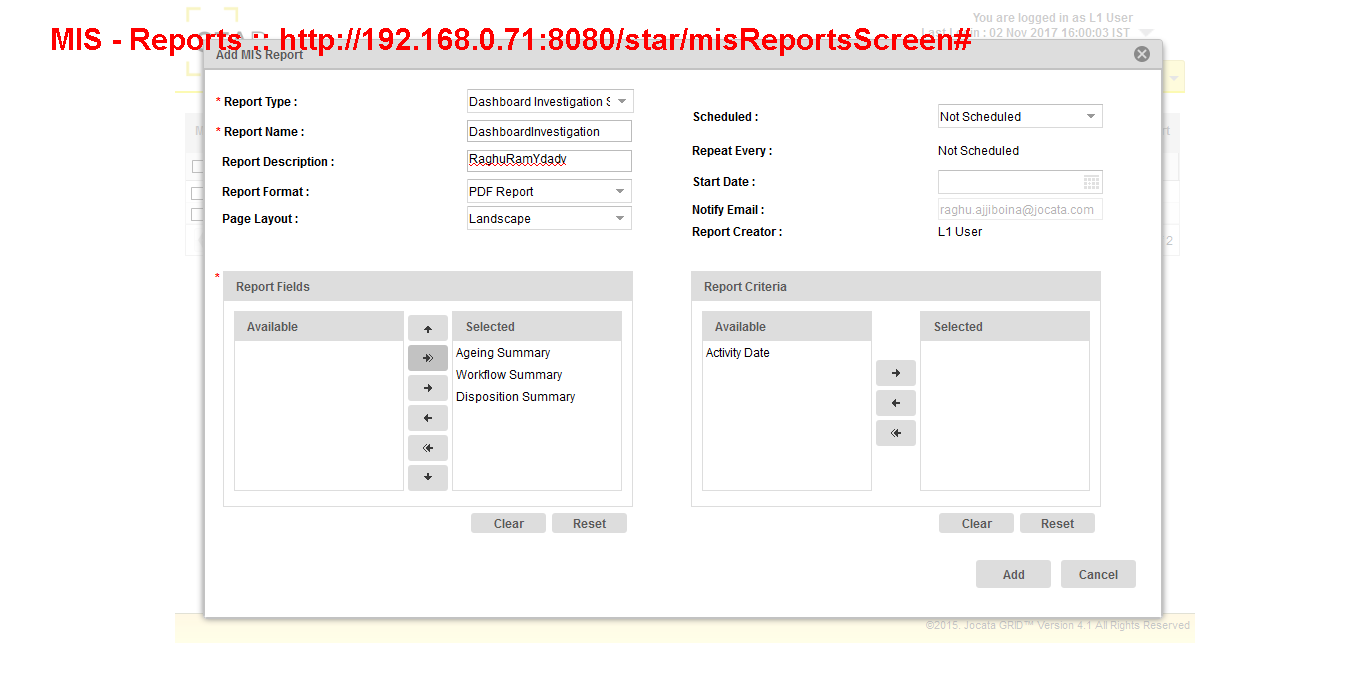 You are logged in as L1 User
MIS - Reports :: http://192.168.0.71:8080/star/misReportsScreen#
: 02 Nov 2017 16:00:03 IST
Add MIS Report
* Report Type :
Dashboard Investigation S
* Report Name :
DashboardInvestigation
Report Description :
RaghuRamYdadv
Report Format :
PDF Report
Page Layout :
Landscape
Scheduled :
Not Scheduled
Repeat Every :
Not Scheduled
Start Date :
Notify Email :
raghu.ajjiboina@jocata.com
Report Creator :
L1 User
2
*
Report Fields
Available
Selected
Ageing Summary
Workflow Summary
Disposition Summary
Clear
Reset
Report Criteria
Available
Activity Date
Selected
Clear
Reset
Add
Cancel
©2015. Jocata GRID™ Version 4.1 All Rights Reserved